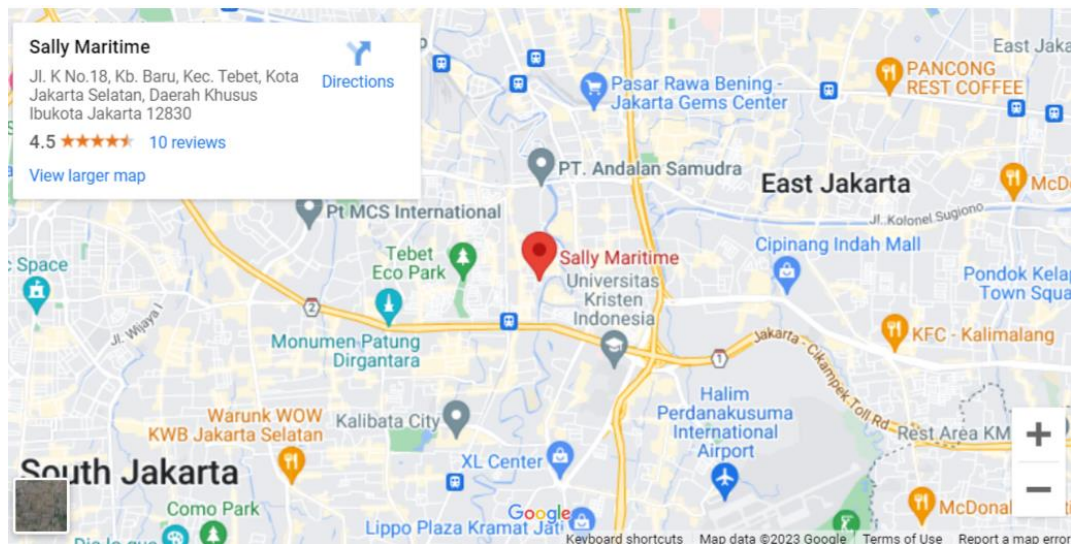 Sally Maritime
Jl. K No.18, Kb. Baru, Kec. Tebet, Kota
Jakarta Selatan, Daerah Khusus
Ibukota Jakarta 12830
4.5
10 reviews
View larger map
Directions
East Jaka
PANCONG
REST COFFEE
Pasar Rawa Bening -
Jakarta Gems Center
PT. Andalan Samudra
East Jakarta
McD
Pt MCS International
Jl. Kolonel Sugiono
Tebet
Eco Park
Sally Maritime
Cipinang Indah Mall
Space
Universitas
Kristen
Indonesia
Pondok Kelap
Town Squa
2
Jl. Wijaya I
Monumen Patung
Dirgantara
1
Jakarta - Cikampek Toll Rd
KFC - Kalimalang
Warunk WOW
KWB Jakarta Selatan
Kalibata City
Halim
Perdanakusuma
International
Airport
Rest Area KM
+
South Jakarta
XL Center
−
Como Park
Google
McDonal
Lippo Plaza Kramat Jati
Keyboard shortcuts
Map data ©2023 Google
Terms of Use
Report a map error